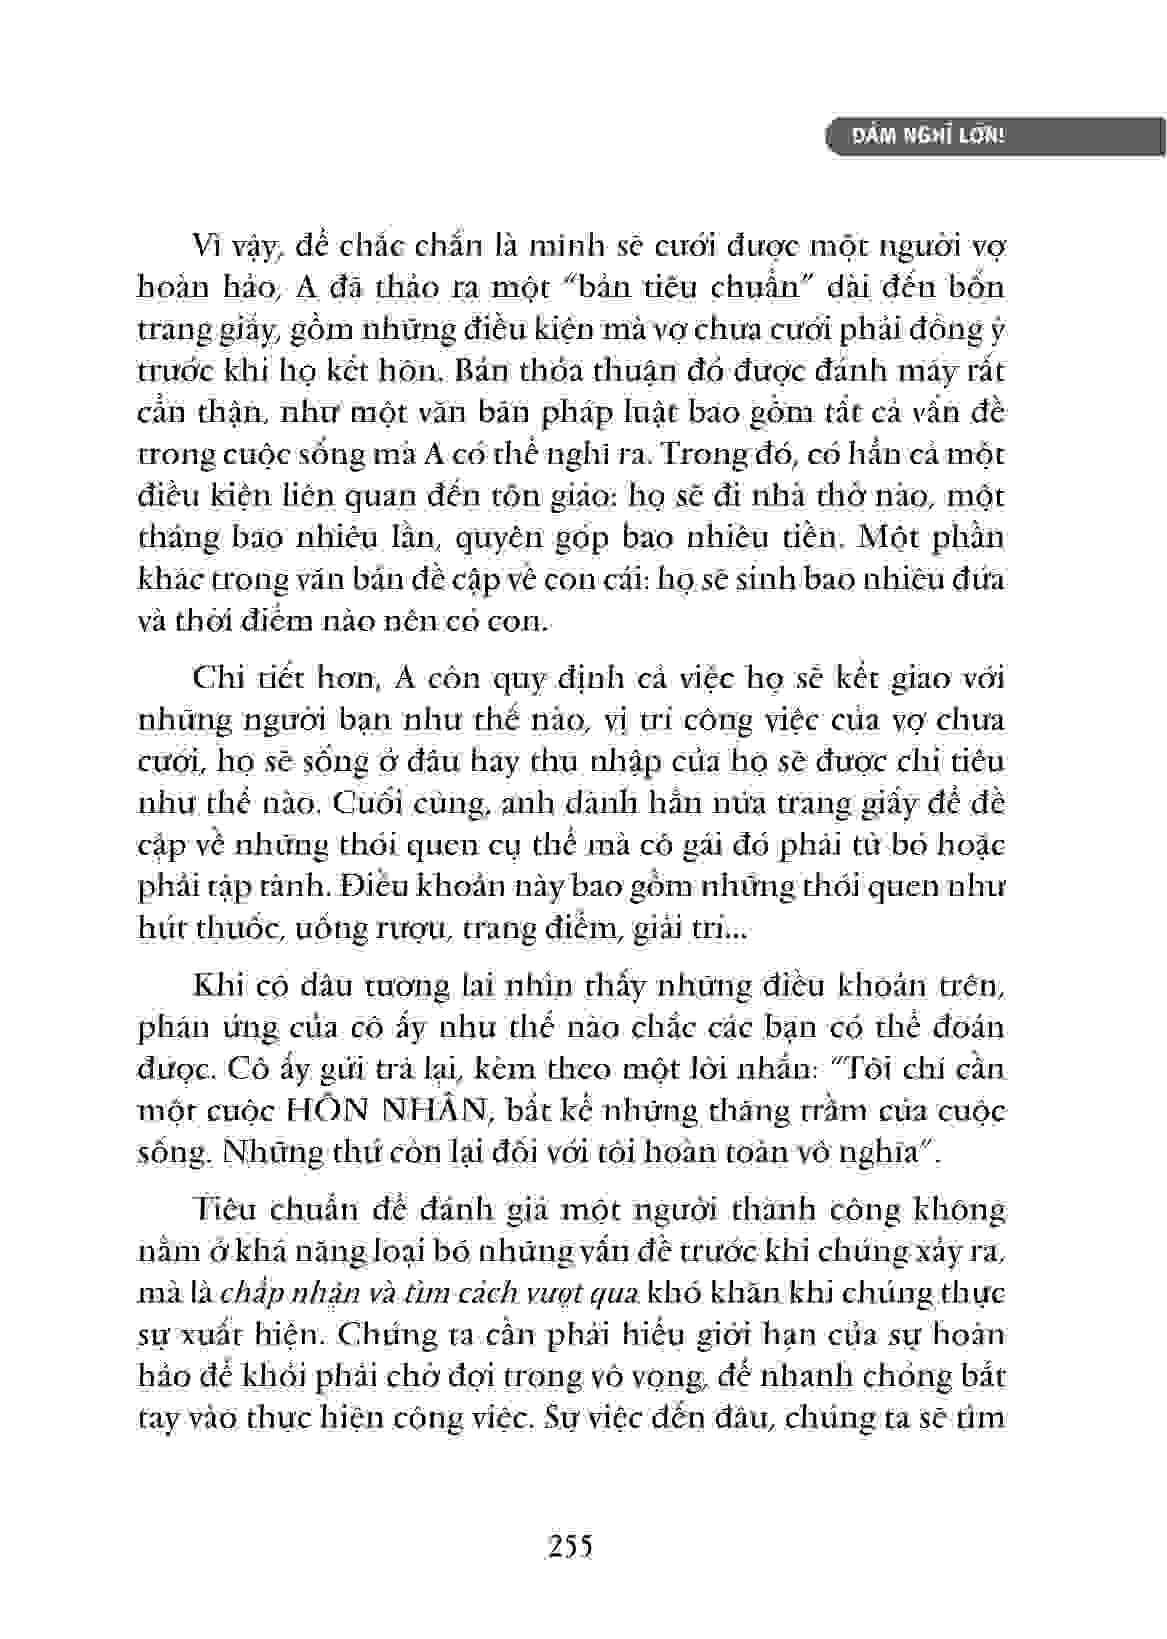 DÁM NGHĨ LỚN!
Vì vậy, để chắc chắn là mình sẽ cưới được một người vợ
hoàn hảo, A đã thảo ra một “bản tiêu chuẩn” dài đến bốn
trang giấy, gồm những điều kiện mà vợ chưa cưới phải đồng ý
trước khi họ kết hôn. Bản thỏa thuận đó được đánh máy rất
cẩn thận, như một văn bản pháp luật bao gồm tất cả vấn đề
trong cuộc sống mà A có thể nghĩ ra. Trong đó, có hẳn cả một
điều kiện liên quan đến tôn giáo: họ sẽ đi nhà thờ nào, một
tháng bao nhiêu lần, quyên góp bao nhiêu tiền. Một phần
khác trong văn bản đề cập về con cái: họ sẽ sinh bao nhiêu đứa
và thời điểm nào nên có con.
Chi tiết hơn, A còn quy định cả việc họ sẽ kết giao với
những người bạn như thế nào, vị trí công việc của vợ chưa
cưới, họ sẽ sống ở đâu hay thu nhập của họ sẽ được chi tiêu
như thế nào. Cuối cùng, anh dành hẳn nửa trang giấy để đề
cập về những thói quen cụ thể mà cô gái đó phải từ bỏ hoặc
phải tập tành. Điều khoản này bao gồm những thói quen như
hút thuốc, uống rượu, trang điểm, giải trí...
Khi cô dâu tương lai nhìn thấy những điều khoản trên,
phản ứng của cô ấy như thế nào chắc các bạn có thể đoán
được. Cô ấy gửi trả lại, kèm theo một lời nhắn: “Tôi chỉ cần
một cuộc HÔN NHÂN, bất kể những thăng trầm của cuộc
sống. Những thứ còn lại đối với tôi hoàn toàn vô nghĩa”.
Tiêu chuẩn để đánh giá một người thành công không
nằm ở khả năng loại bỏ những vấn đề trước khi chúng xảy ra,
mà là chấp nhận và tìm cách vượt qua khó khăn khi chúng thực
sự xuất hiện. Chúng ta cần phải hiểu giới hạn của sự hoàn
hảo để khỏi phải chờ đợi trong vô vọng, để nhanh chóng bắt
tay vào thực hiện công việc. Sự việc đến đâu, chúng ta sẽ tìm
255